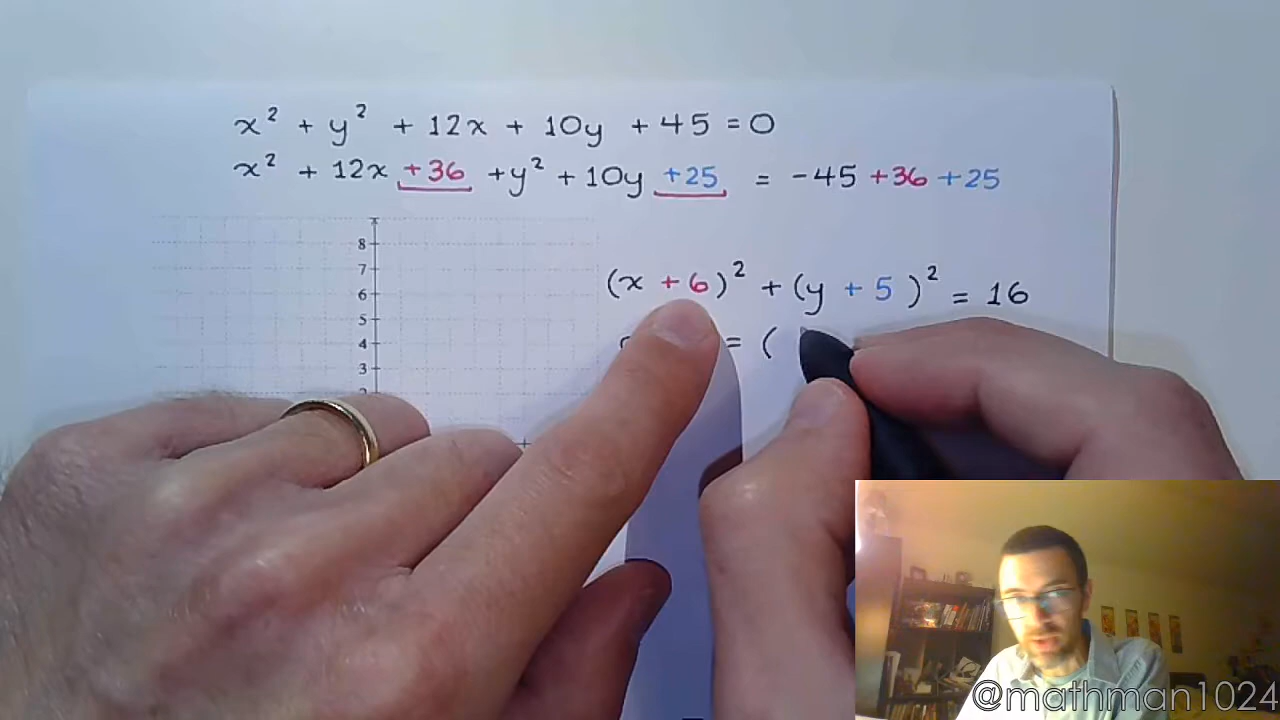 x² + y² + 12x + 10y + 45 = 0
x² + 12x + 36 + y² + 10y + 25 = -45 + 36 + 25
8
7
(x + 6)² + (y + 5)² = 16
6
5
4
= (
3
@mathman1024